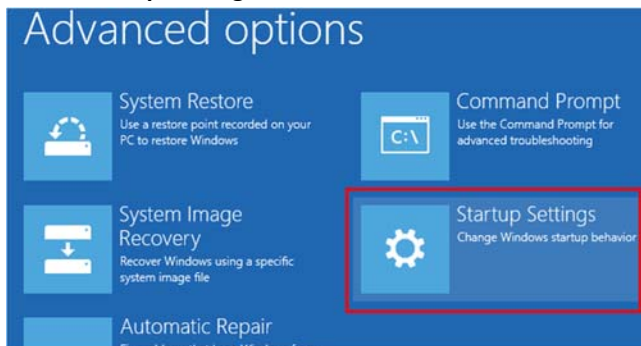 Advanced options
System Restore
Use a restore point recorded on your
PC to restore Windows
Command Prompt
Use the Command Prompt for
advanced troubleshooting
C:\
System Image
Recovery
Recover Windows using a specific
system image file
Startup Settings
Change Windows startup behavior
Automatic Repair